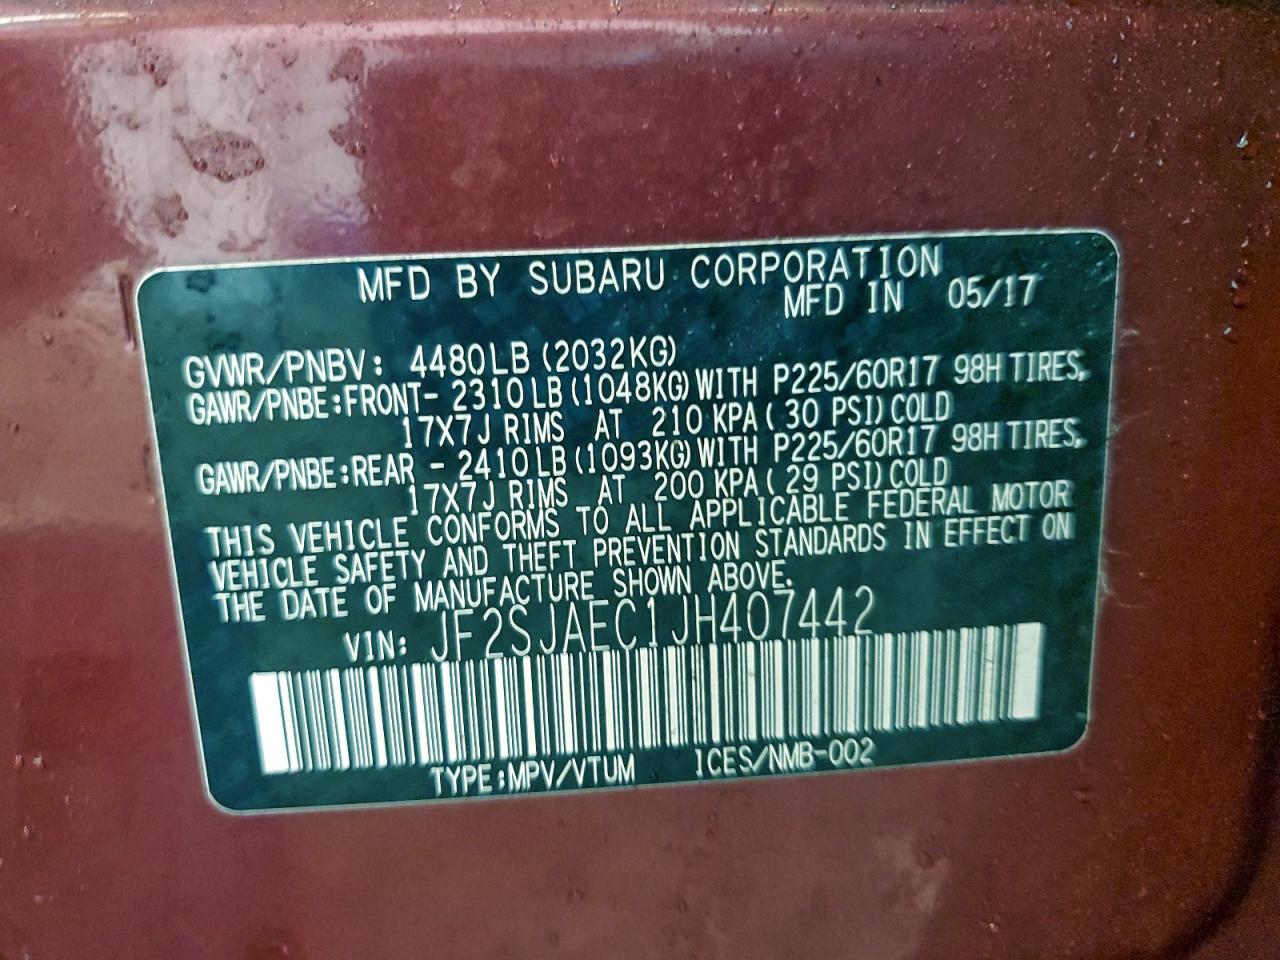 MFD BY SUBARU CORPORATION
MFD IN 05/17
GVWR/PNBV: 4480LB (2032KG)
GAWR/PNBE:FRONT- 2310LB (1048KG)WITH P225/60R17 98H TIRES,
17X7J RIMS AT 210 KPA( 30 PSI)COLD
GAWR/PNBE:REAR - 2410LB (1093KG)WITH P225/60R17 98H TIRES,
17X7J RIMS AT 200 KPA( 29 PSI)COLD
THIS VEHICLE CONFORMS TO ALL APPLICABLE FEDERAL MOTOR
VEHICLE SAFETY AND THEFT PREVENTION STANDARDS IN EFFECT ON
THE DATE OF MANUFACTURE SHOWN ABOVE.
VIN: JF2SJAEC1JH407442
TYPE:MPV/VTUM ICES/NMB-002